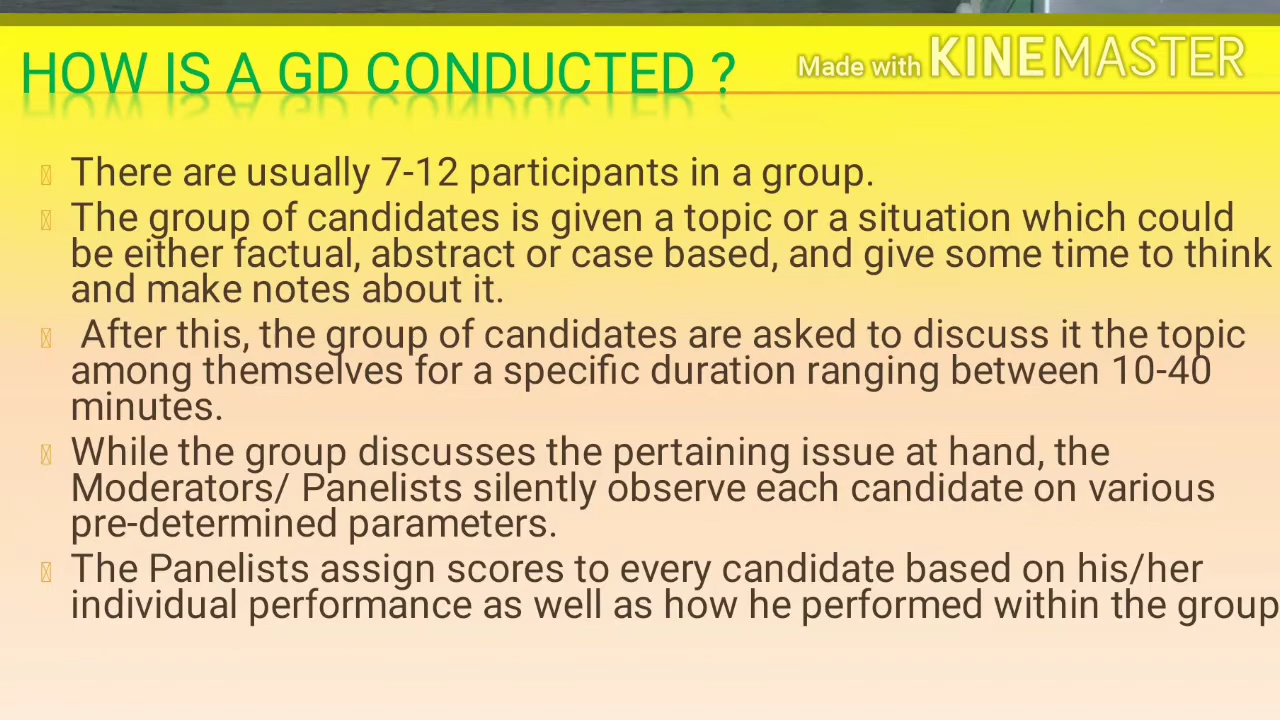 HOW IS A GD CONDUCTED ?
Made with KINEMASTER
There are usually 7-12 participants in a group.
The group of candidates is given a topic or a situation which could
be either factual, abstract or case based, and give some time to think
and make notes about it.
After this, the group of candidates are asked to discuss it the topic
among themselves for a specific duration ranging between 10-40
minutes.
While the group discusses the pertaining issue at hand, the
Moderators/ Panelists silently observe each candidate on various
pre-determined parameters.
The Panelists assign scores to every candidate based on his/her
individual performance as well as how he performed within the group